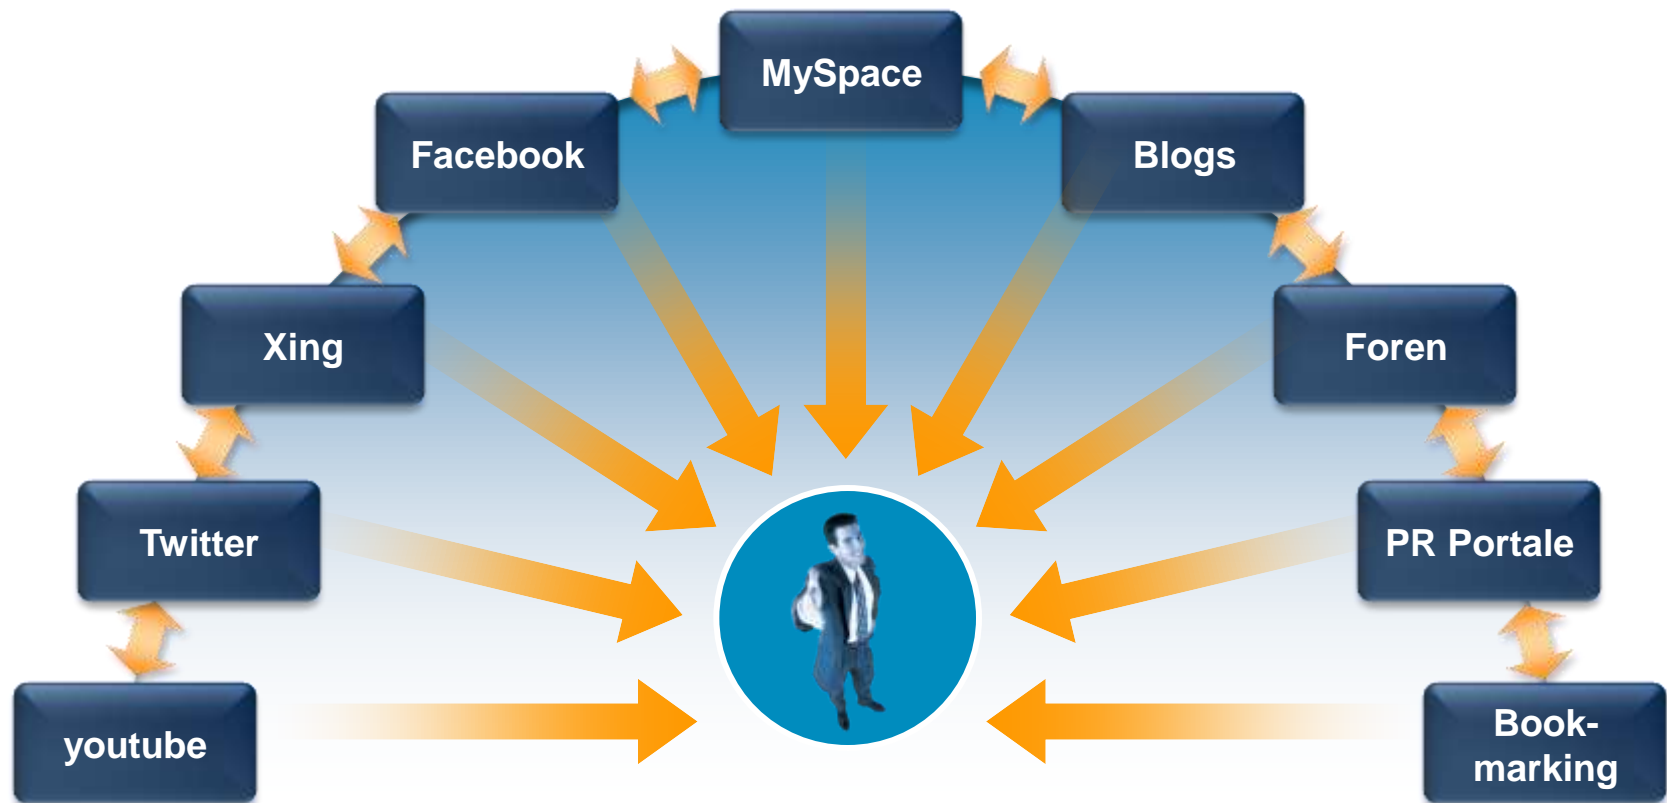 MySpace
Facebook
Blogs
Xing
Foren
Twitter
PR Portale
youtube
Book-
marking